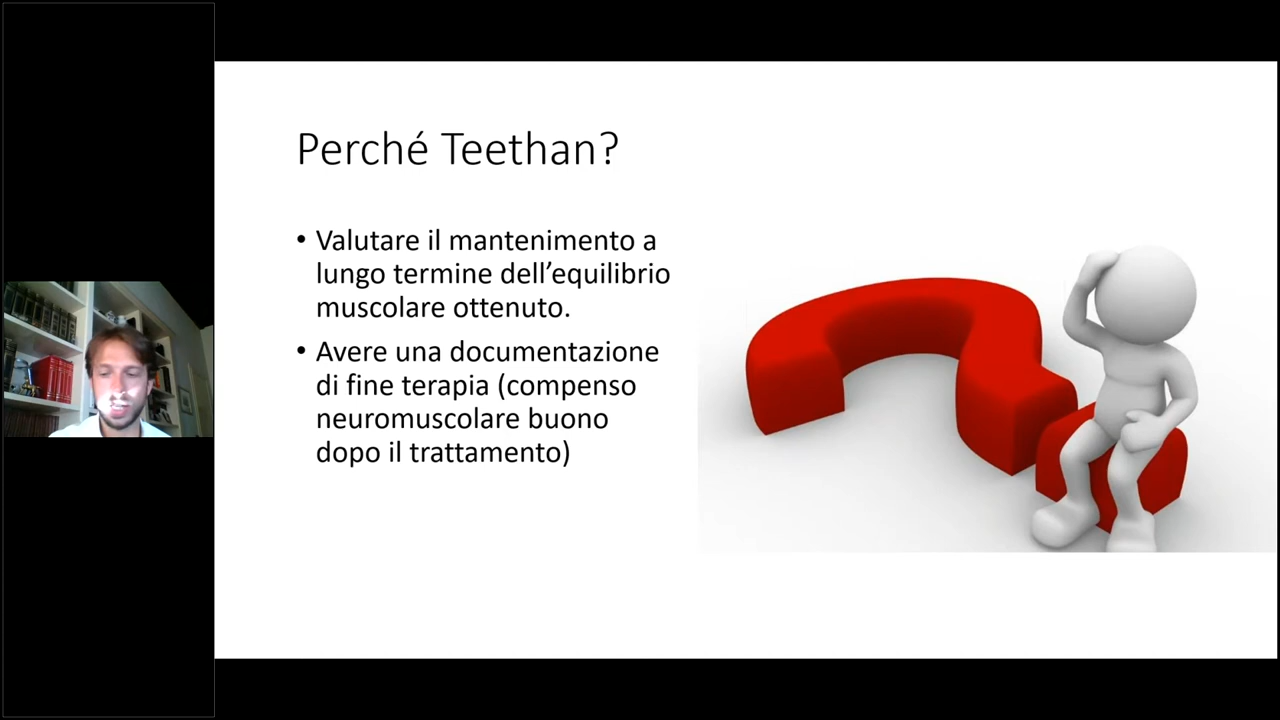 Perché Teethan?
• Valutare il mantenimento a
lungo termine dell’equilibrio
muscolare ottenuto.
• Avere una documentazione
di fine terapia (compenso
neuromuscolare buono
dopo il trattamento)